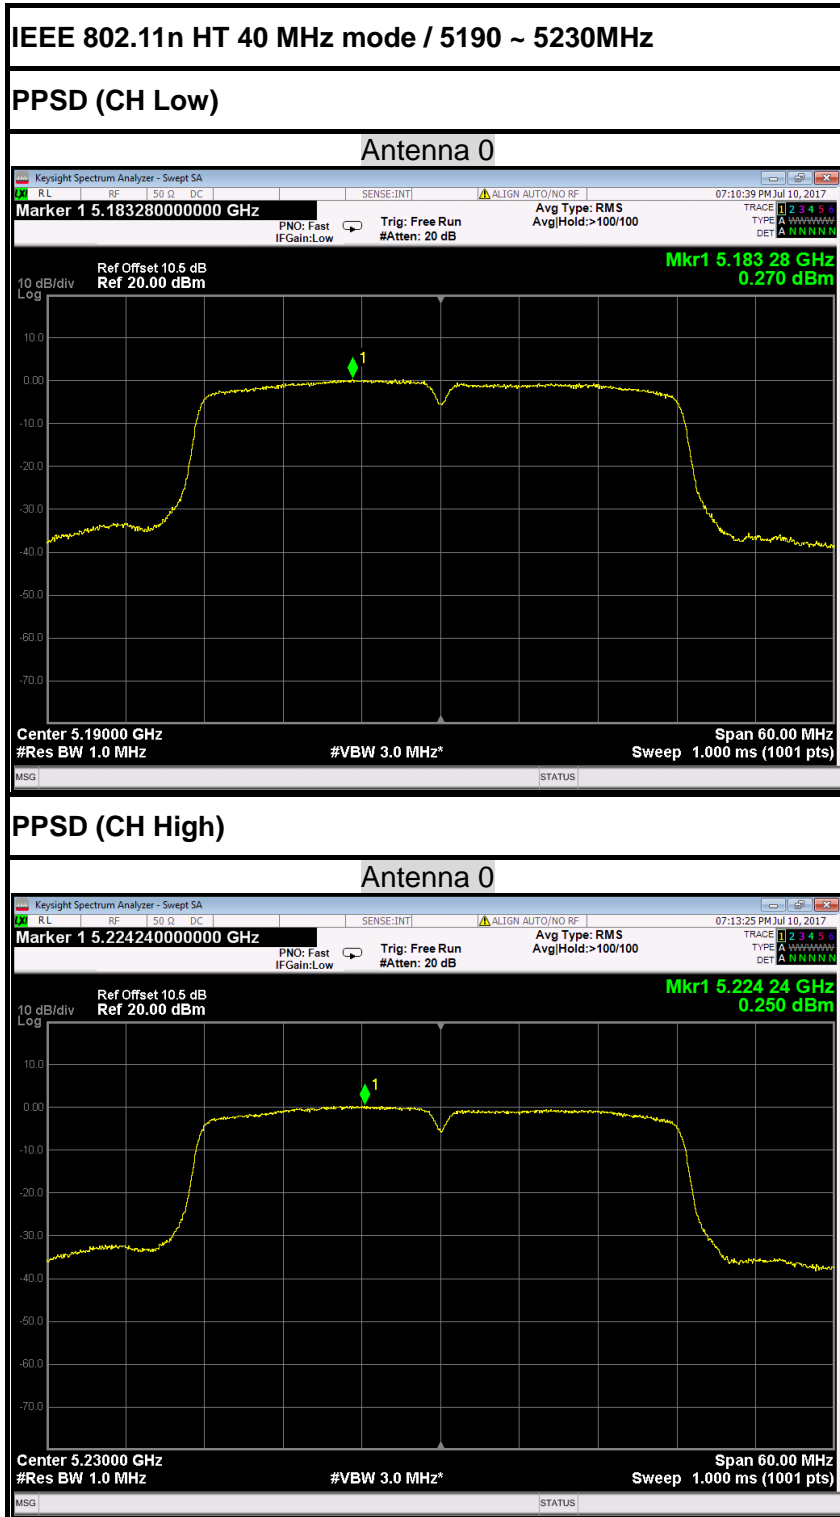 IEEE 802.11n HT 40 MHz mode / 5190 ~ 5230MHz
PPSD (CH Low)
Antenna 0
Keysight Spectrum Analyzer - Swept SA
LXI RL RF 50 Ω DC SENSE:INT ALIGN AUTO/NO RF 07:10:39 PM Jul 10, 2017
Marker 1 5.183280000000 GHz
PNO: Fast
IFGain:Low
Trig: Free Run
#Atten: 20 dB
Avg Type: RMS
Avg|Hold:>100/100
TRACE 1 2 3 4 5 6
TYPE A WWWWW
DET A N N N N N
Mkr1 5.183 28 GHz
0.270 dBm
Ref Offset 10.5 dB
10 dB/div Ref 20.00 dBm
Log
1
10.0
0.00
-10.0
-20.0
-30.0
-40.0
-50.0
-60.0
-70.0
Center 5.19000 GHz Span 60.00 MHz
#Res BW 1.0 MHz #VBW 3.0 MHz* Sweep 1.000 ms (1001 pts)
MSG STATUS
PPSD (CH High)
Antenna 0
Keysight Spectrum Analyzer - Swept SA
LXI RL RF 50 Ω DC SENSE:INT ALIGN AUTO/NO RF 07:13:25 PM Jul 10, 2017
Marker 1 5.224240000000 GHz
PNO: Fast
IFGain:Low
Trig: Free Run
#Atten: 20 dB
Avg Type: RMS
Avg|Hold:>100/100
TRACE 1 2 3 4 5 6
TYPE A WWWWW
DET A N N N N N
Mkr1 5.224 24 GHz
0.250 dBm
Ref Offset 10.5 dB
10 dB/div Ref 20.00 dBm
Log
10.0
1
0.00
-10.0
-20.0
-30.0
-40.0
-50.0
-60.0
-70.0
Center 5.23000 GHz Span 60.00 MHz
#Res BW 1.0 MHz #VBW 3.0 MHz* Sweep 1.000 ms (1001 pts)
MSG STATUS